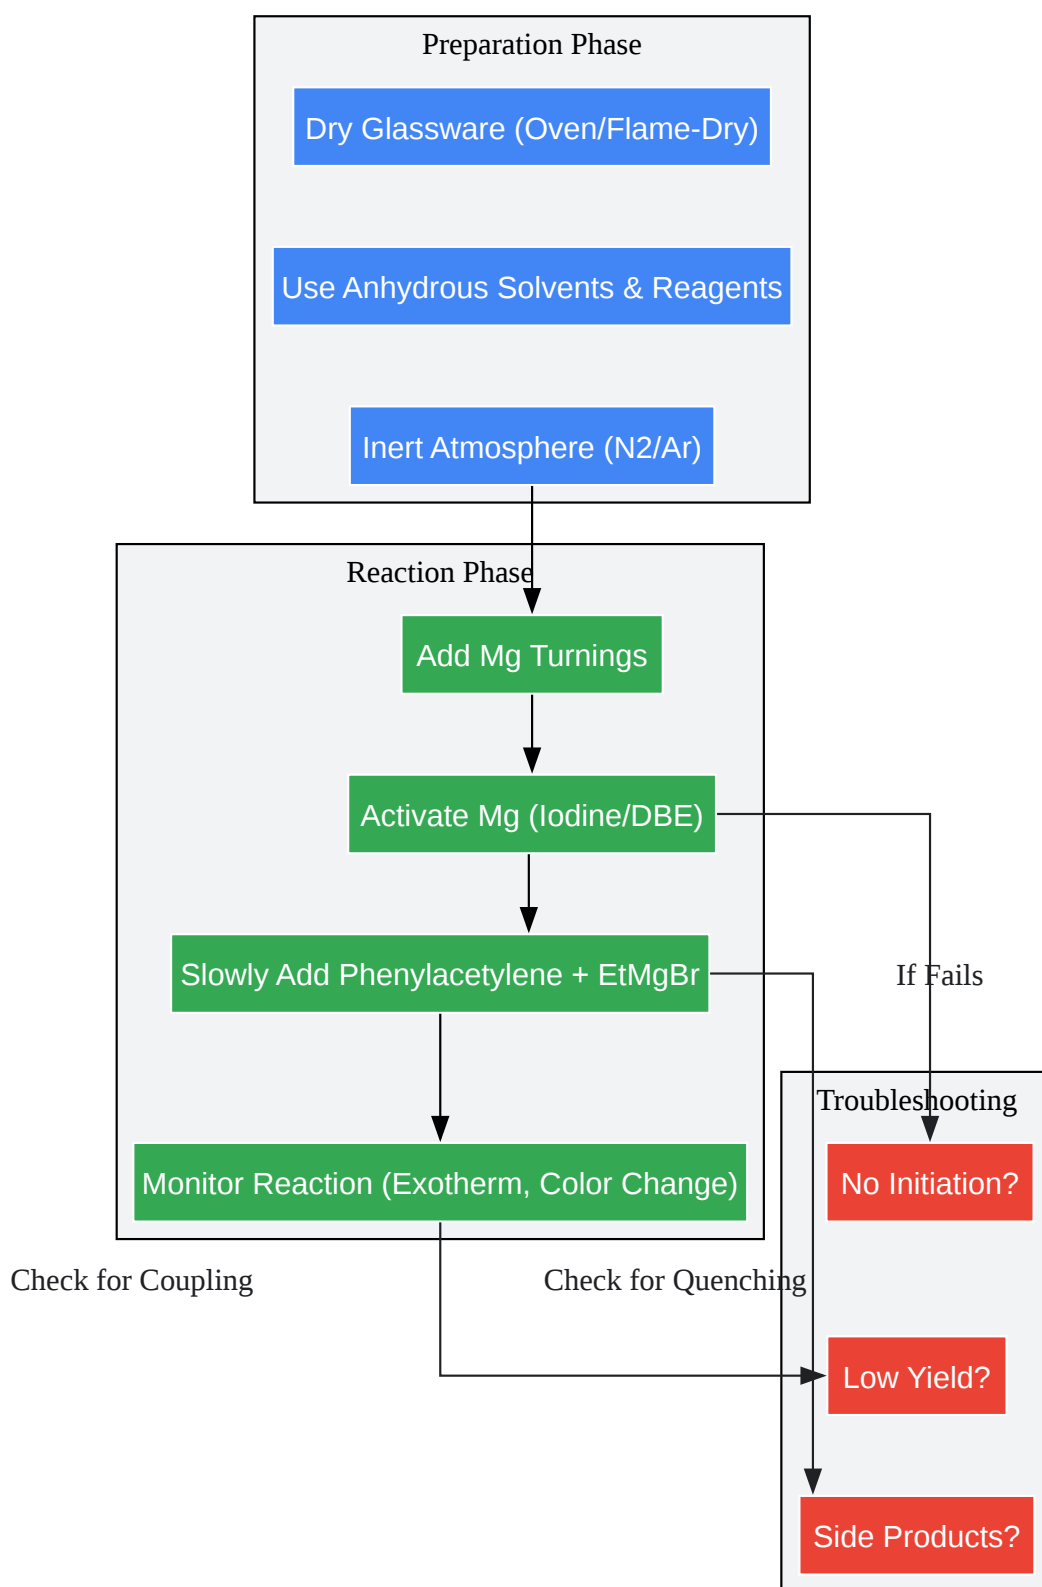 Preparation Phase
Dry Glassware (Oven/Flame-Dry)
Use Anhydrous Solvents & Reagents
Inert Atmosphere (N2/Ar)
Reaction Phase
Add Mg Turnings
Activate Mg (Iodine/DBE)
Slowly Add Phenylacetylene + EtMgBr
If Fails
Troubleshooting
Monitor Reaction (Exotherm, Color Change)
No Initiation?
Check for Coupling
Check for Quenching
Low Yield?
Side Products?